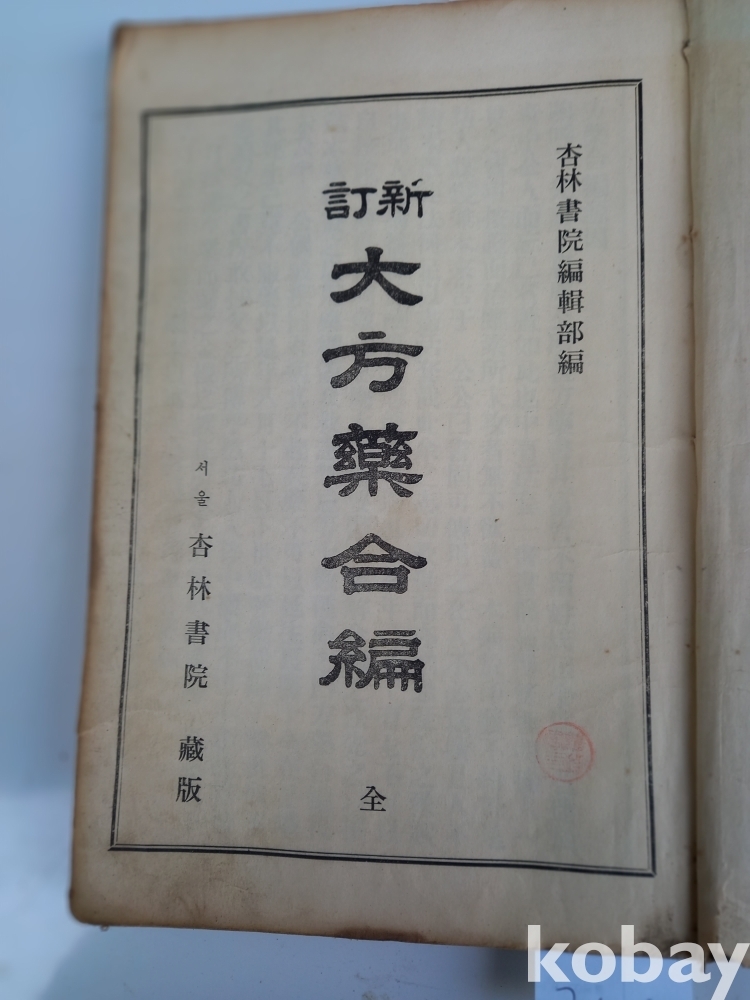 杏林書院編輯部編
新訂
大方藥合編
全
서울 杏林書院 藏版
kobay